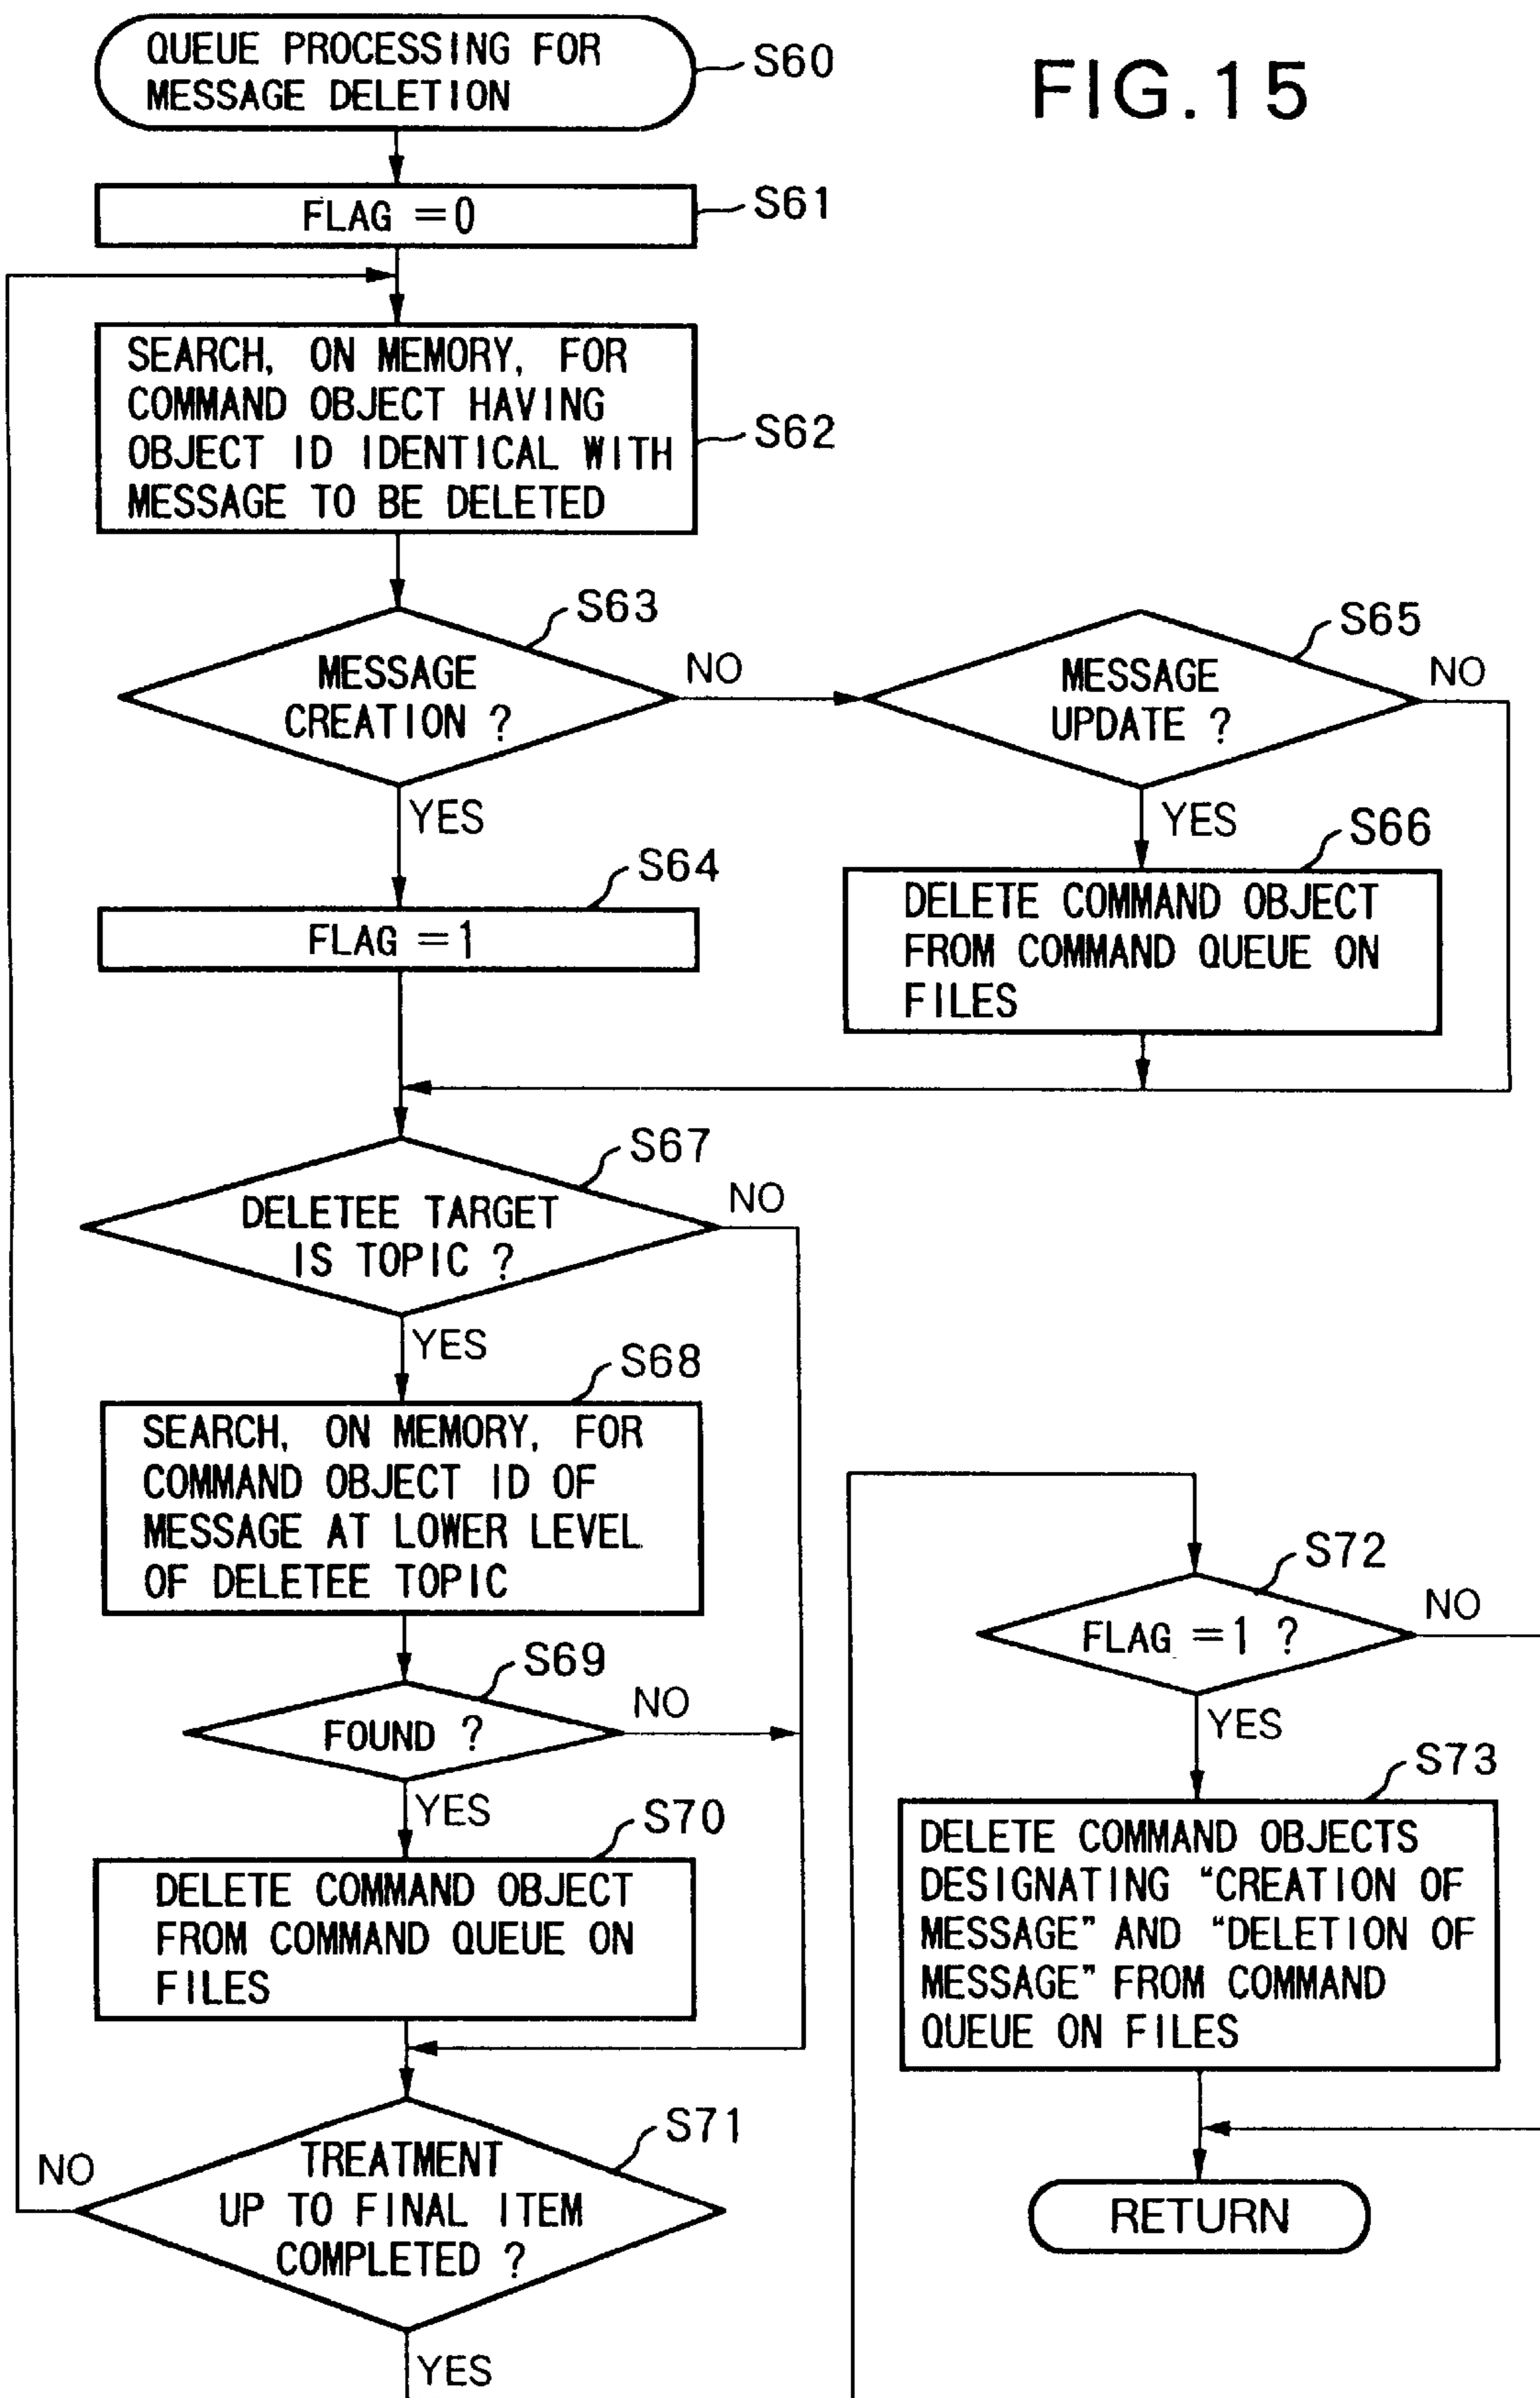 FIG.15
QUEUE PROCESSING FOR
MESSAGE DELETION
S60
FLAG =0
S61
SEARCH, ON MEMORY, FOR
COMMAND OBJECT HAVING
OBJECT ID IDENTICAL WITH
MESSAGE TO BE DELETED
S62
S63
MESSAGE
CREATION ?
NO
YES
S65
MESSAGE
UPDATE ?
NO
YES
S64
FLAG =1
S66
DELETE COMMAND OBJECT
FROM COMMAND QUEUE ON
FILES
S67
DELETEE TARGET
IS TOPIC ?
NO
YES
S68
SEARCH, ON MEMORY, FOR
COMMAND OBJECT ID OF
MESSAGE AT LOWER LEVEL
OF DELETEE TOPIC
S69
FOUND ?
NO
YES
S70
DELETE COMMAND OBJECT
FROM COMMAND QUEUE ON
FILES
S71
TREATMENT
UP TO FINAL ITEM
COMPLETED ?
NO
YES
S72
FLAG =1 ?
NO
YES
S73
DELETE COMMAND OBJECTS
DESIGNATING “CREATION OF
MESSAGE” AND “DELETION OF
MESSAGE” FROM COMMAND
QUEUE ON FILES
RETURN